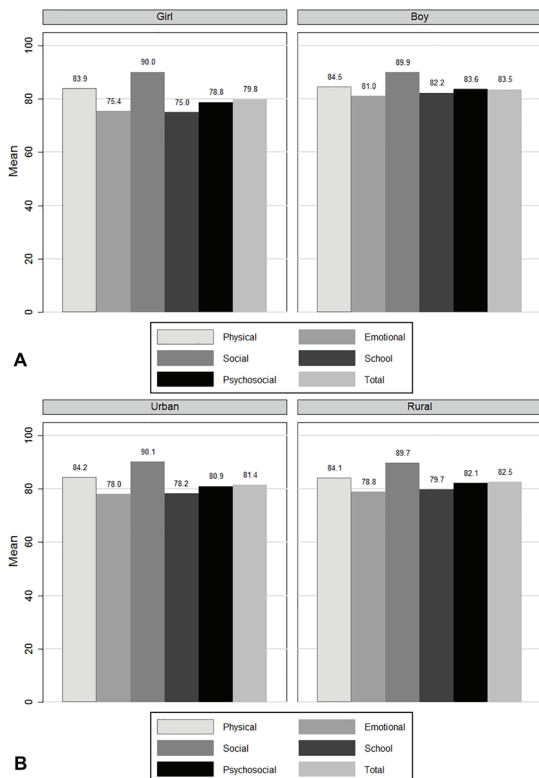 Girl Boy
100 80 60 40 20 0
Mean
83.9 75.4 90.0 75.0 78.8 79.8
84.5 81.0 89.9 82.2 83.6 83.5
Physical Emotional
Social School
Psychosocial Total
A
Urban Rural
100 80 60 40 20 0
Mean
84.2 78.0 90.1 78.2 80.9 81.4
84.1 78.8 89.7 79.7 82.1 82.5
Physical Emotional
Social School
Psychosocial Total
B